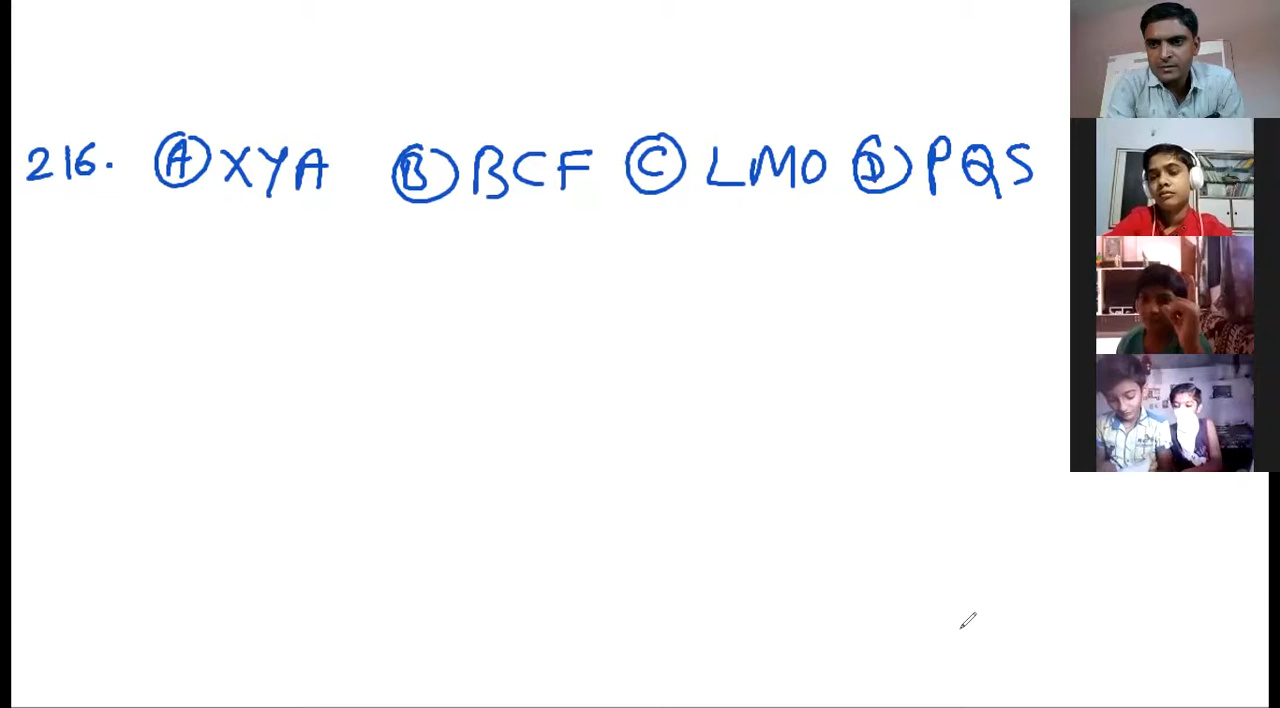 216. Ⓐ XYA Ⓑ BCF Ⓒ LMO Ⓓ PQS